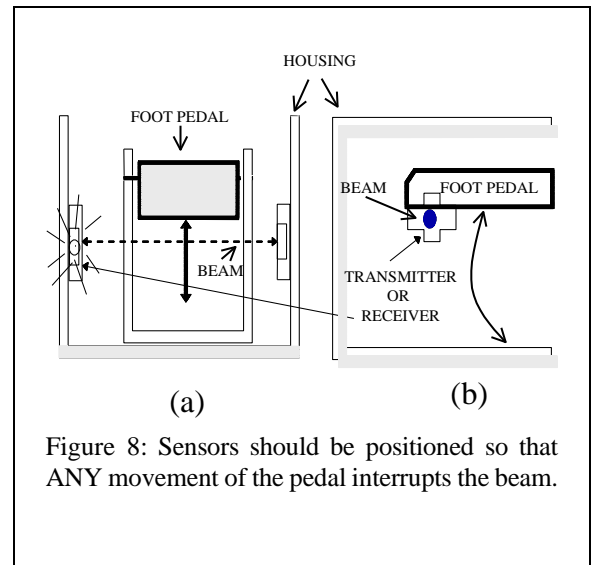 HOUSING
FOOT PEDAL
BEAM
(a)
BEAM
FOOT PEDAL
TRANSMITTER
OR
RECEIVER
(b)
Figure 8: Sensors should be positioned so that
ANY movement of the pedal interrupts the beam.